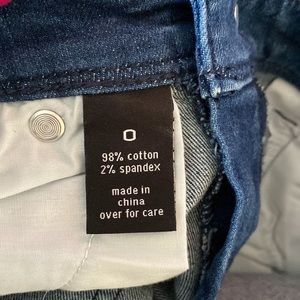 0
98% cotton
2% spandex
made in
china
over for care